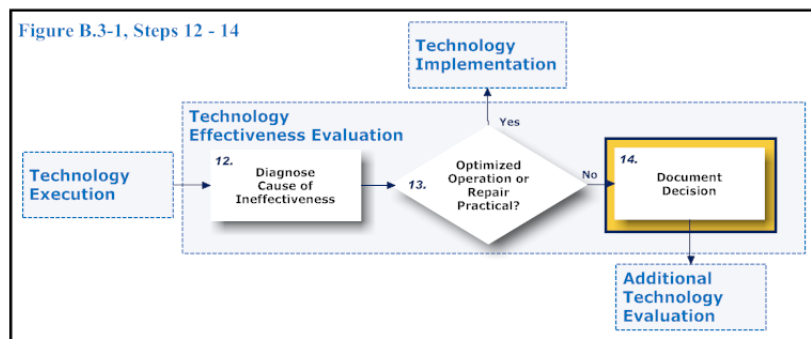 Figure B.3-1, Steps 12 - 14
Technology
Implementation
Technology
Effectiveness Evaluation
Yes
Technology
Execution
12.
Diagnose
Cause of
Ineffectiveness
13.
Optimized
Operation or
Repair
Practical?
No
14.
Document
Decision
Additional
Technology
Evaluation